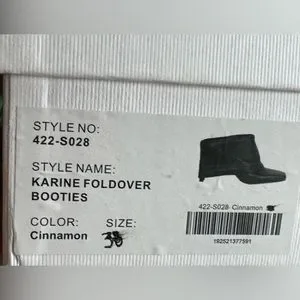 STYLE NO:
422-S028
STYLE NAME:
KARINE FOLDOVER
BOOTIES
COLOR: SIZE:
Cinnamon
422-S028- Cinnamon
192521377591